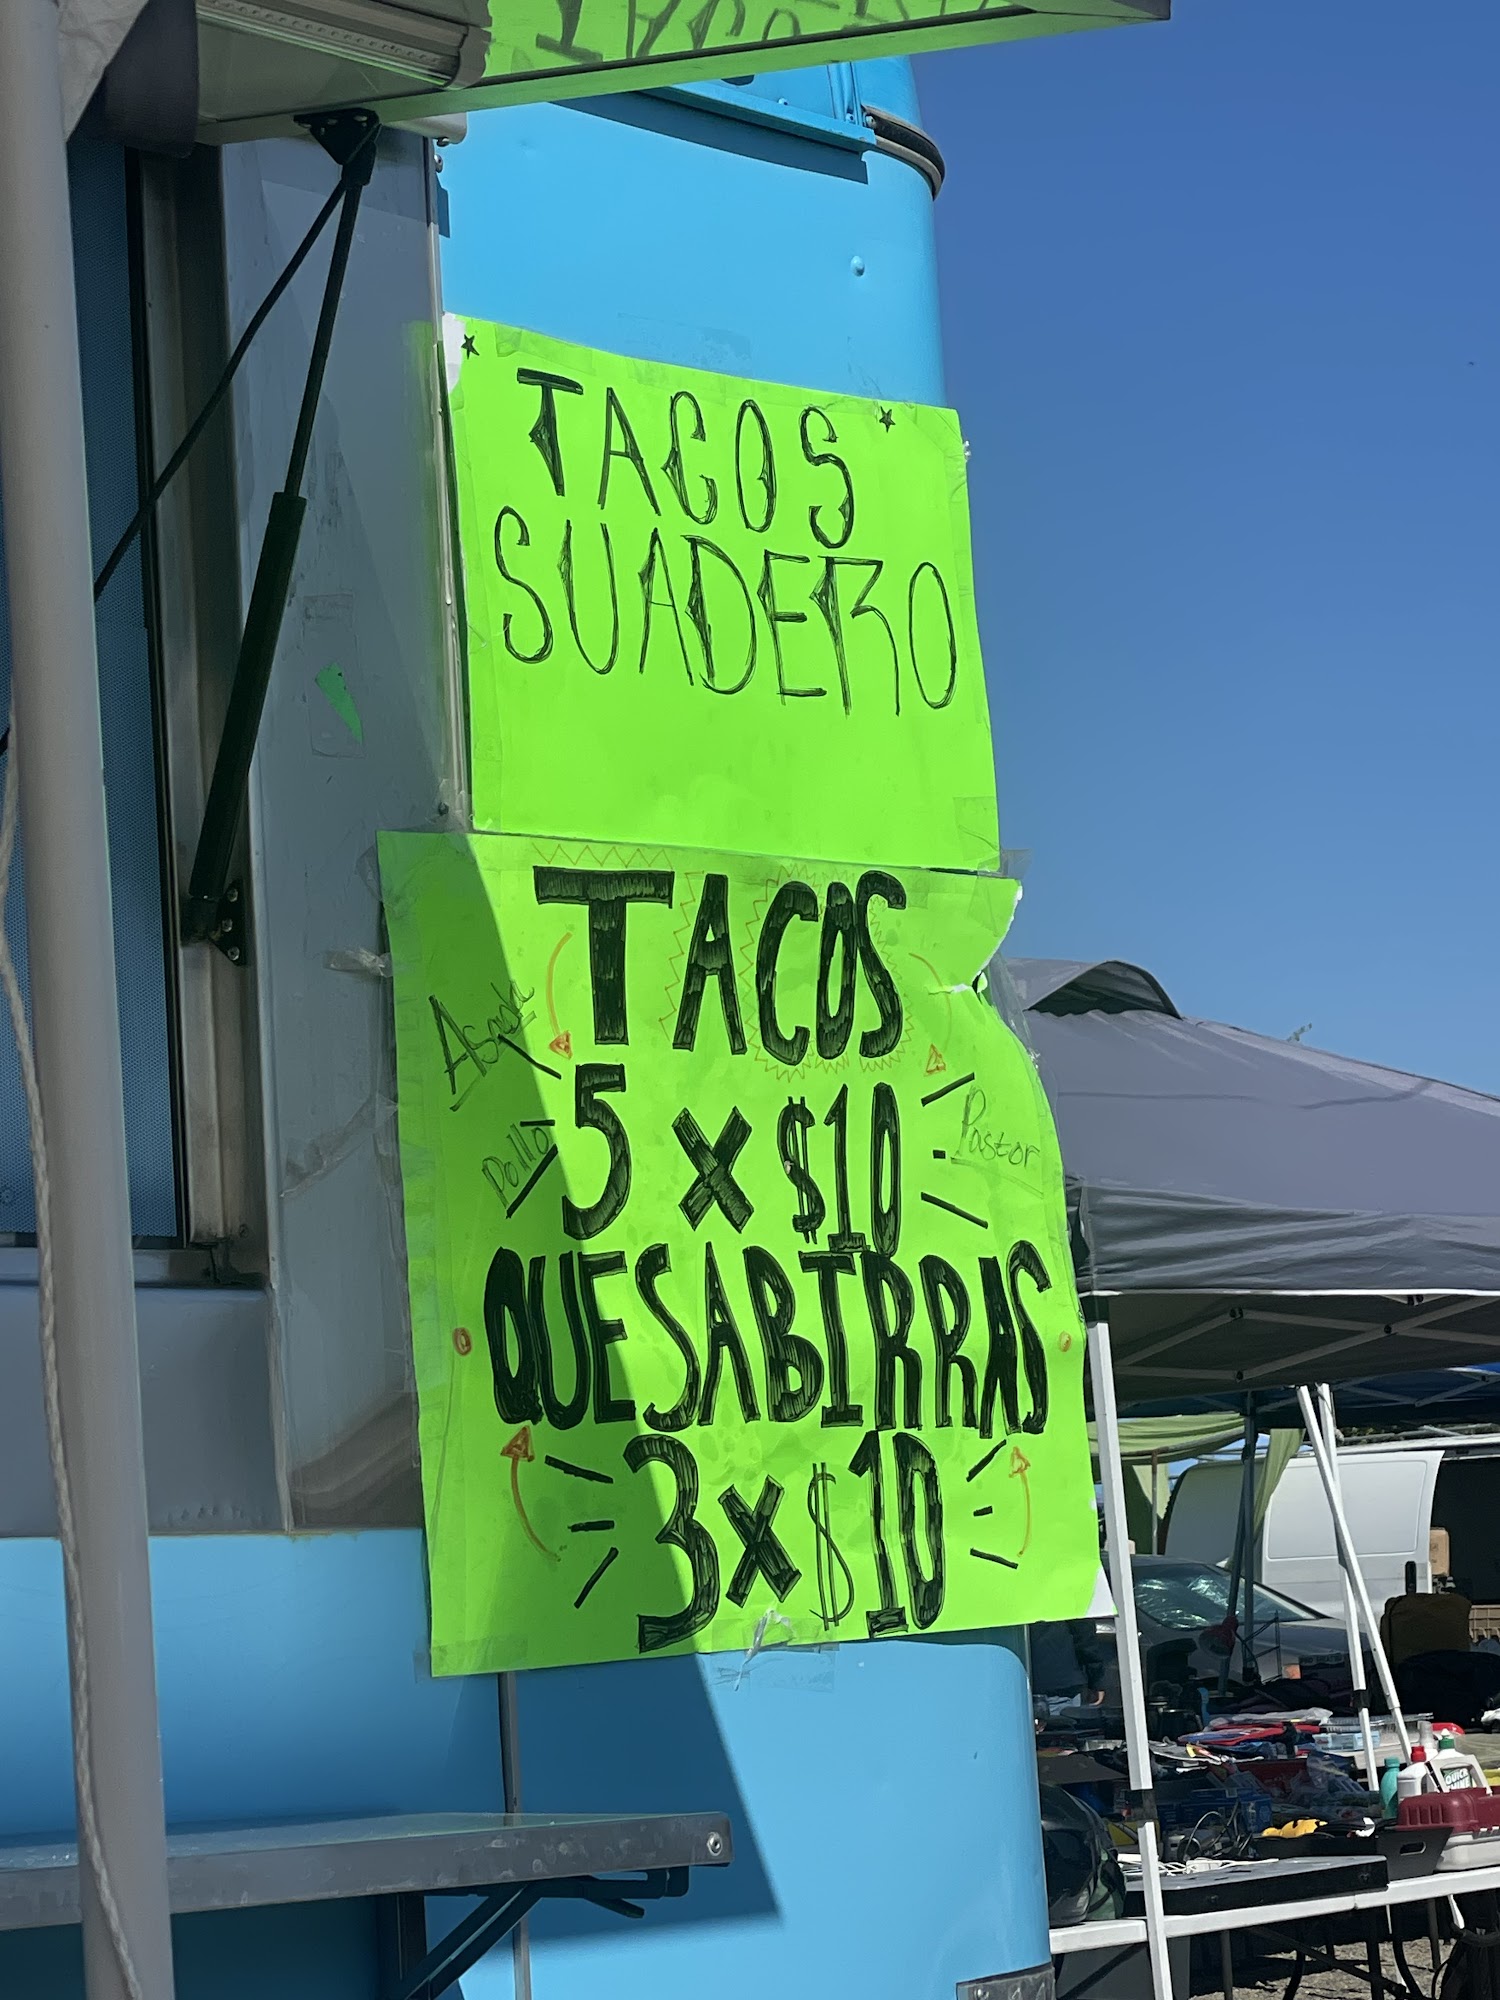 TACOS
SUADERO
TACOS
Asada
5 x $10
Pollo
Pastor
QUESABIRRAS
3 x $10